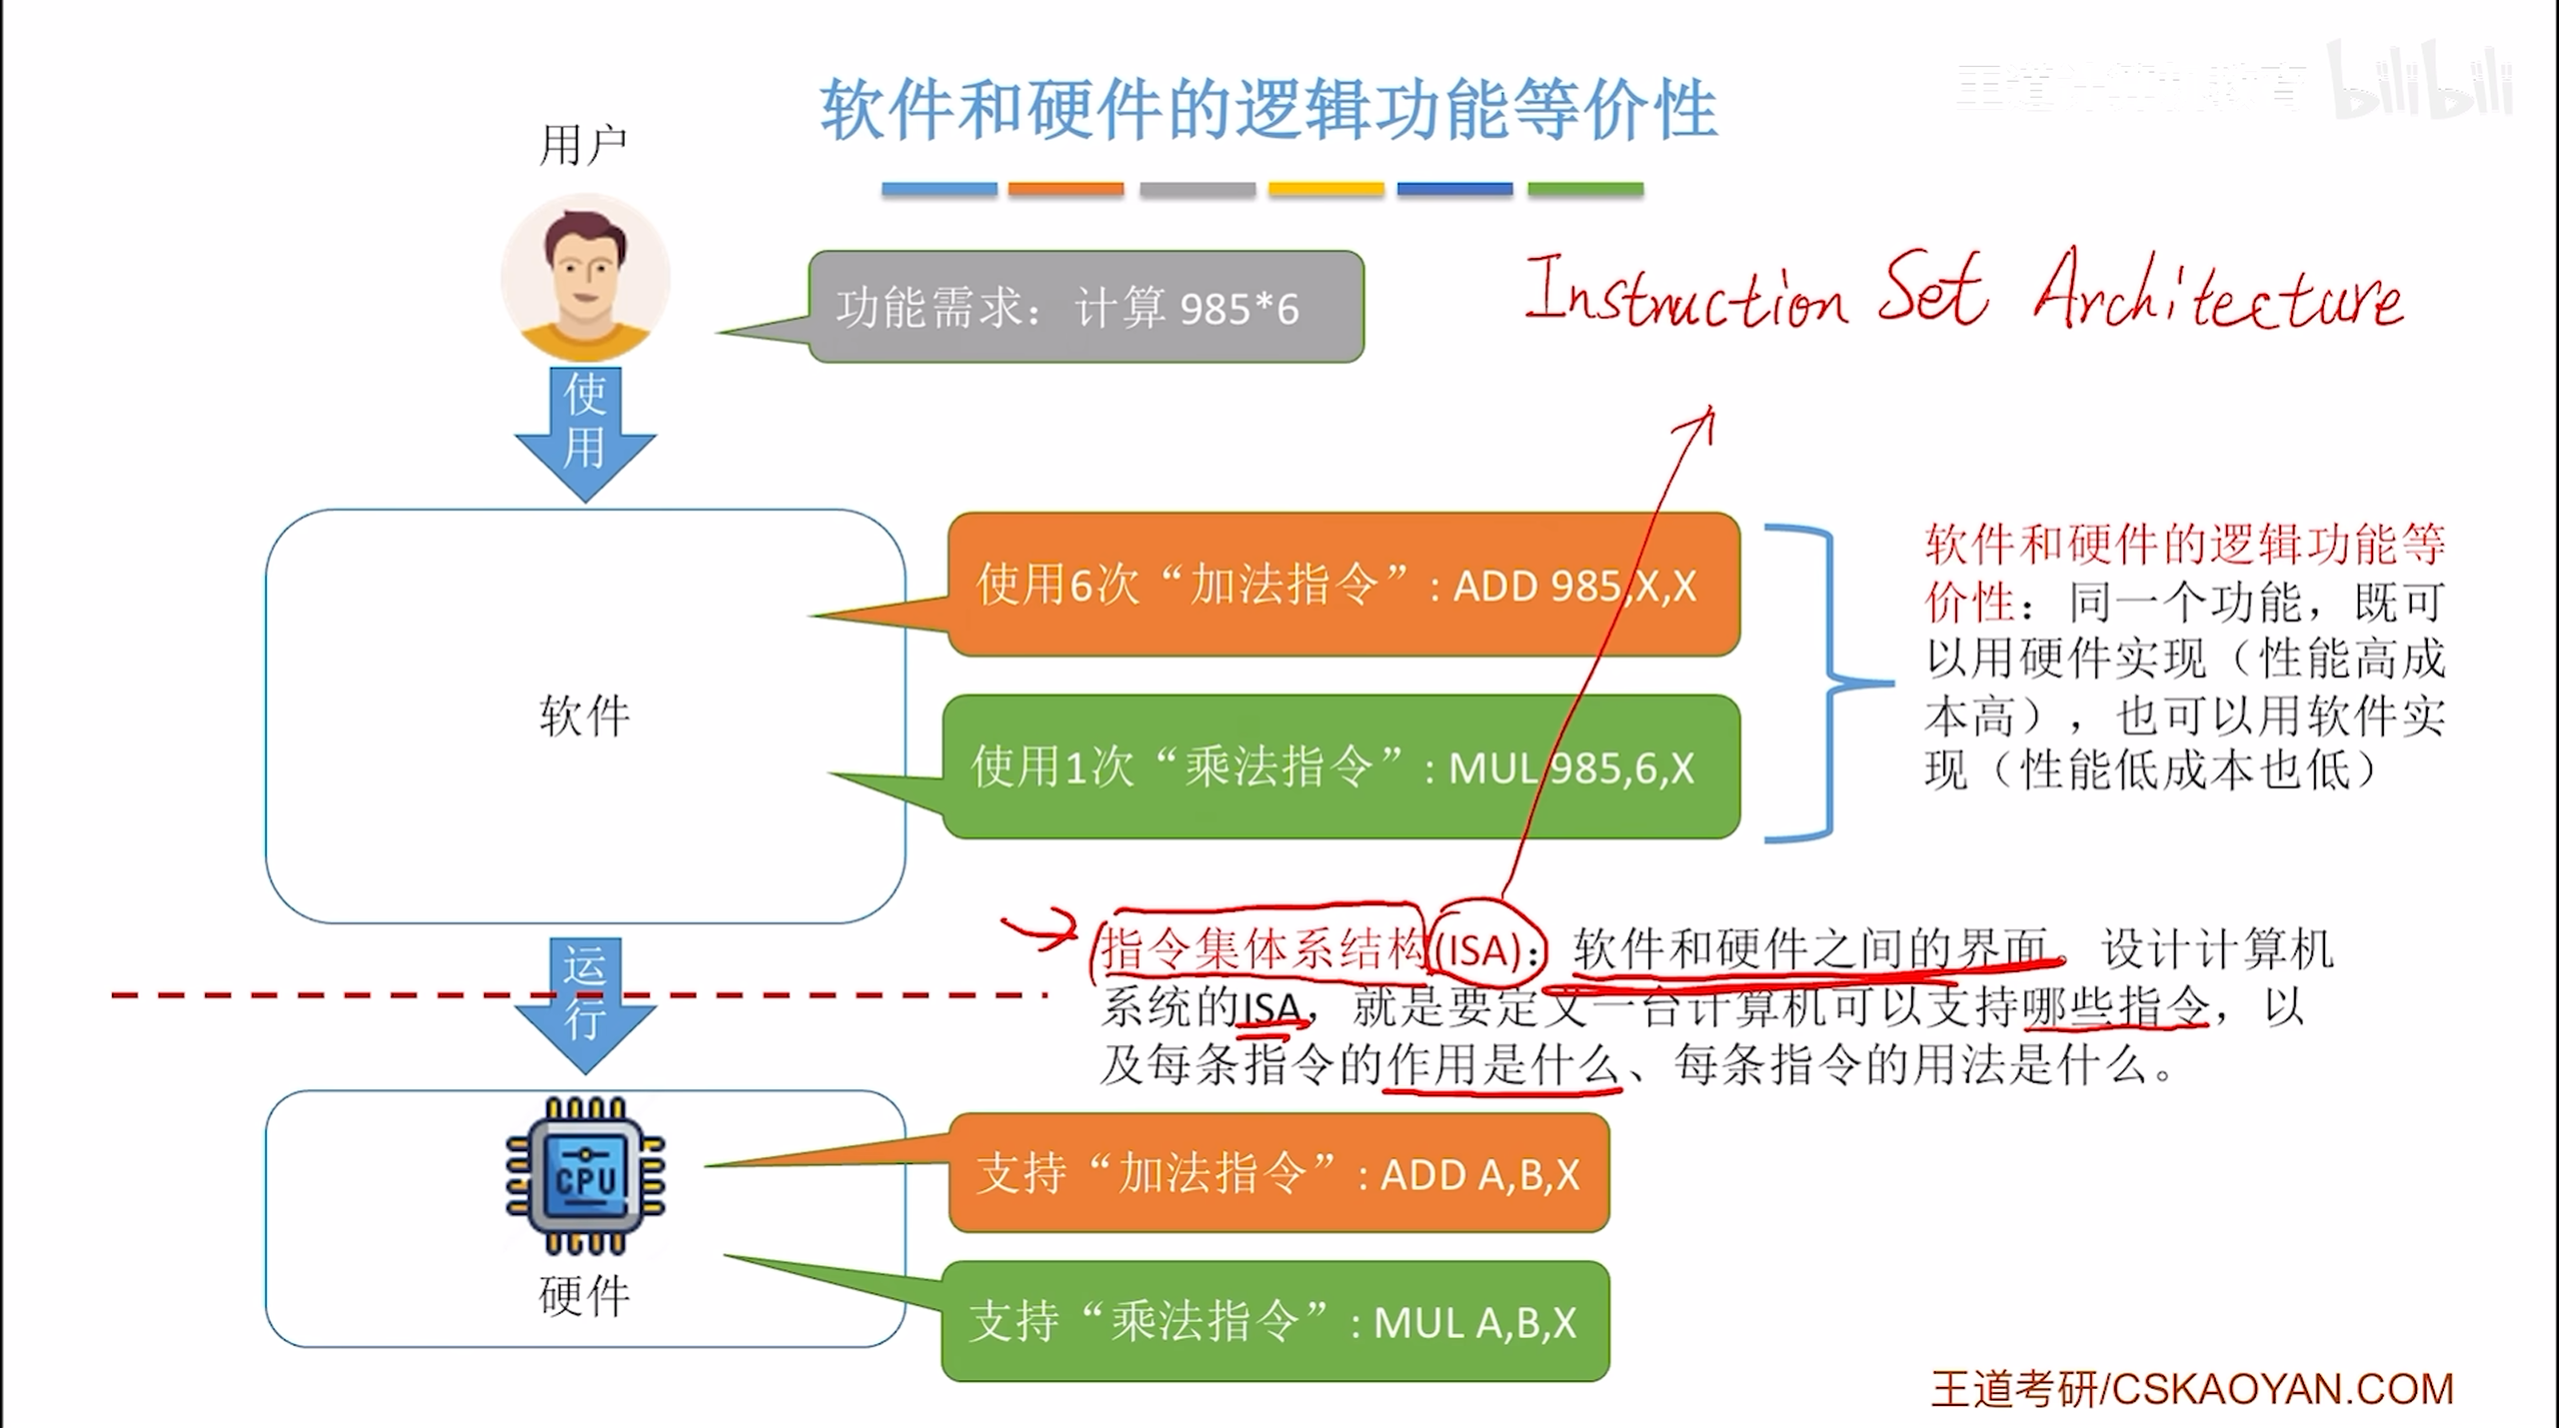 软件和硬件的逻辑功能等价性
王道计算机教育
bilibili
用户
功能需求：计算 985*6
Instruction Set Architecture
使
用
软件
使用6次“加法指令”：ADD 985,X,X
使用1次“乘法指令”：MUL 985,6,X
软件和硬件的逻辑功能等
价性：同一个功能，既可
以用硬件实现（性能高成
本高），也可以用软件实
现（性能低成本也低）
运
行
指令集体系结构(ISA)：软件和硬件之间的界面。设计计算机
系统的ISA，就是要定义一台计算机可以支持哪些指令，以
及每条指令的作用是什么、每条指令的用法是什么。
CPU
硬件
支持“加法指令”：ADD A,B,X
支持“乘法指令”：MUL A,B,X
王道考研/CSKAOYAN.COM